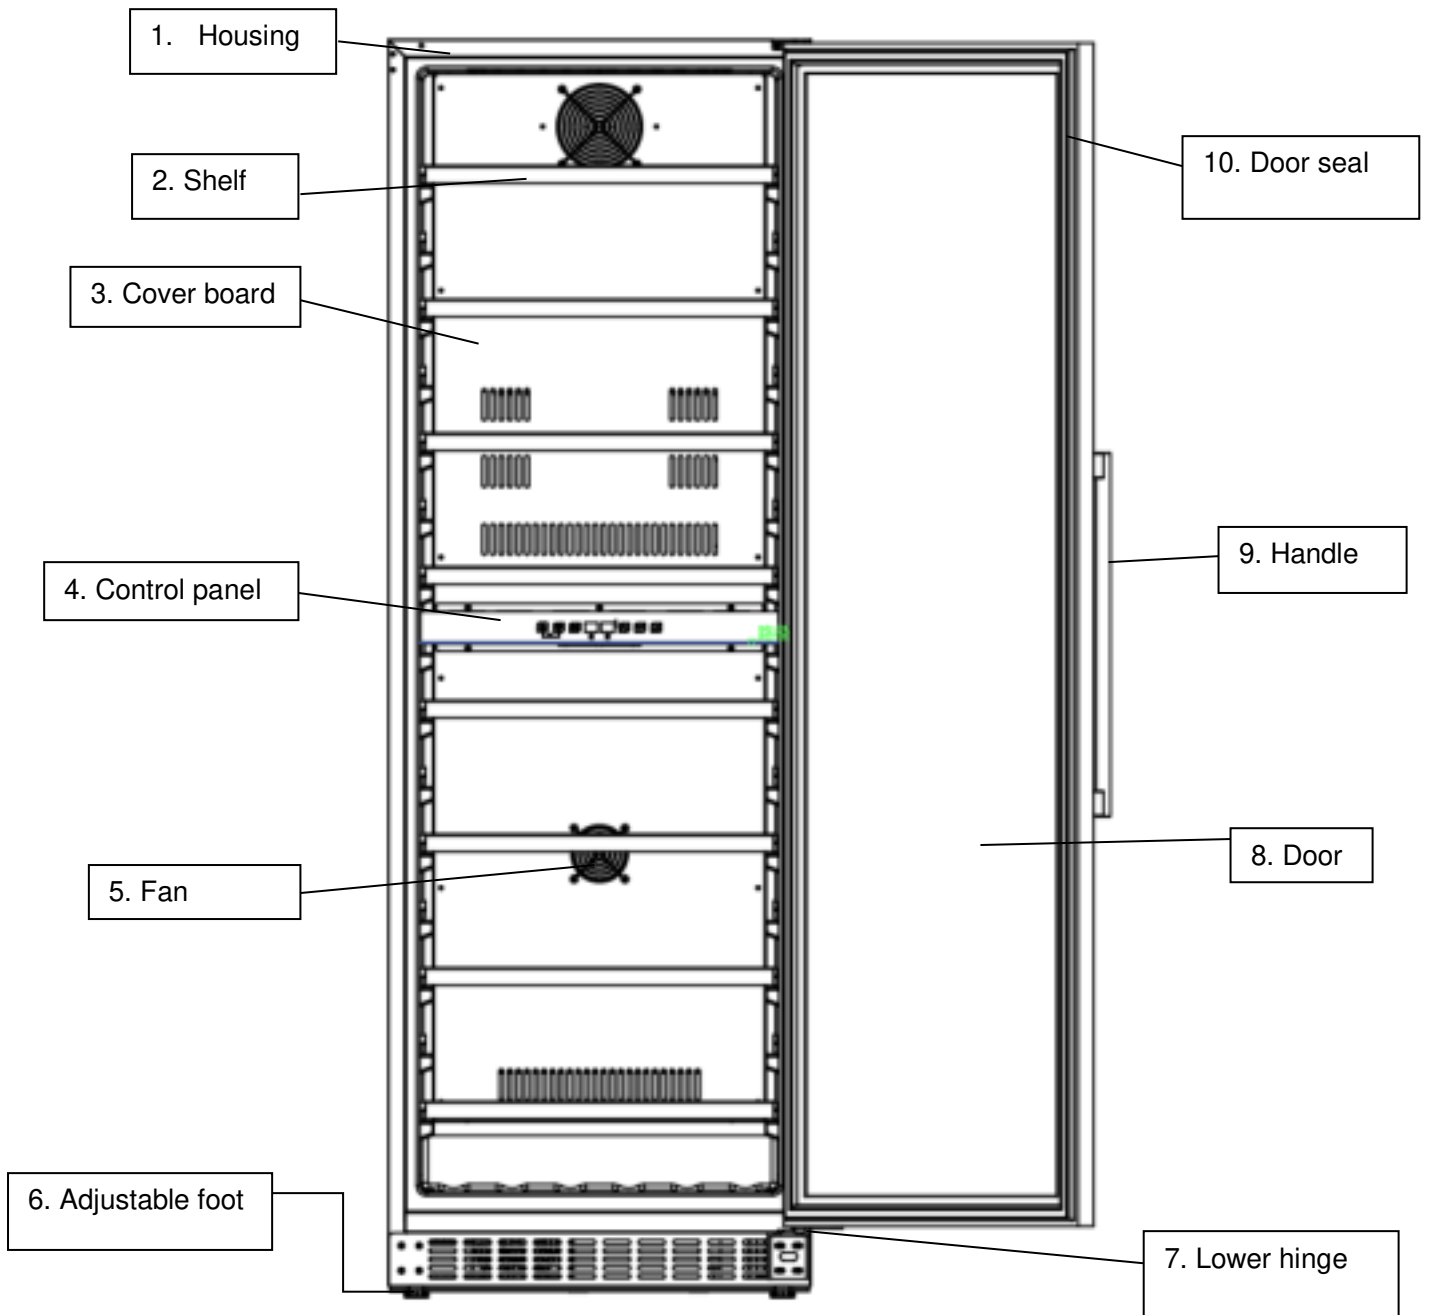 1. Housing
2. Shelf
3. Cover board
4. Control panel
5. Fan
6. Adjustable foot
7. Lower hinge
8. Door
9. Handle
10. Door seal